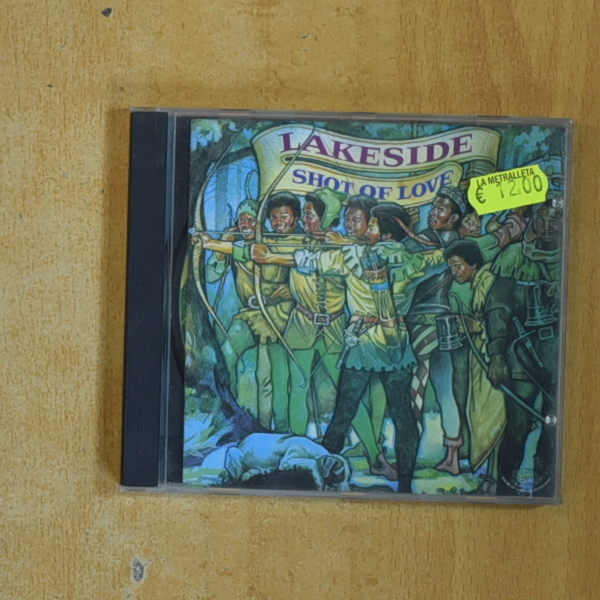 LAKESIDE
SHOT OF LOVE
LA METRALLETA
€ 12.00